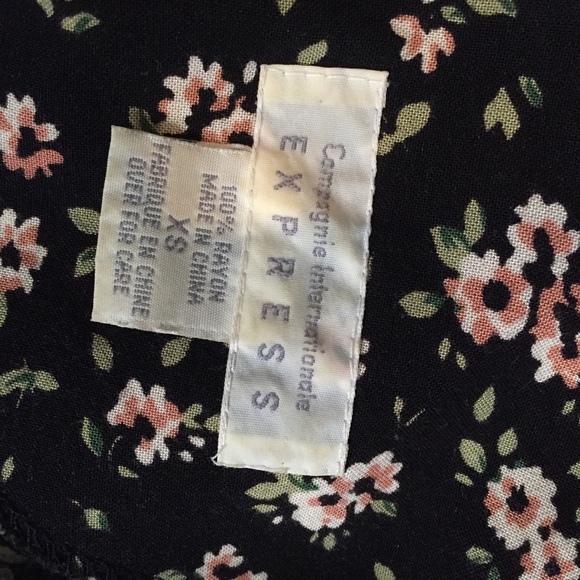 Compagnie Internationale
EXPRESS
100% RAYON
MADE IN CHINA
XS
FABRIQUE EN CHINE
OVER FOR CARE